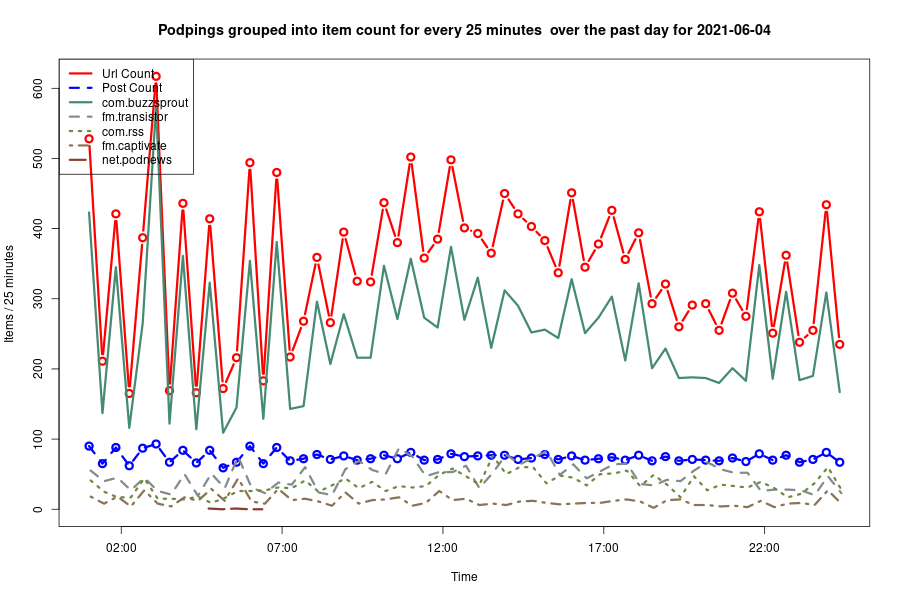 Podpings grouped into item count for every 25 minutes  over the past day for 2021-06-04
Url Count
Post Count
com.buzzsprout
fm.transistor
com.rss
fm.captivate
net.podnews
Items / 25 minutes
600
500
400
300
200
100
0
02:00 07:00 12:00 17:00 22:00
Time